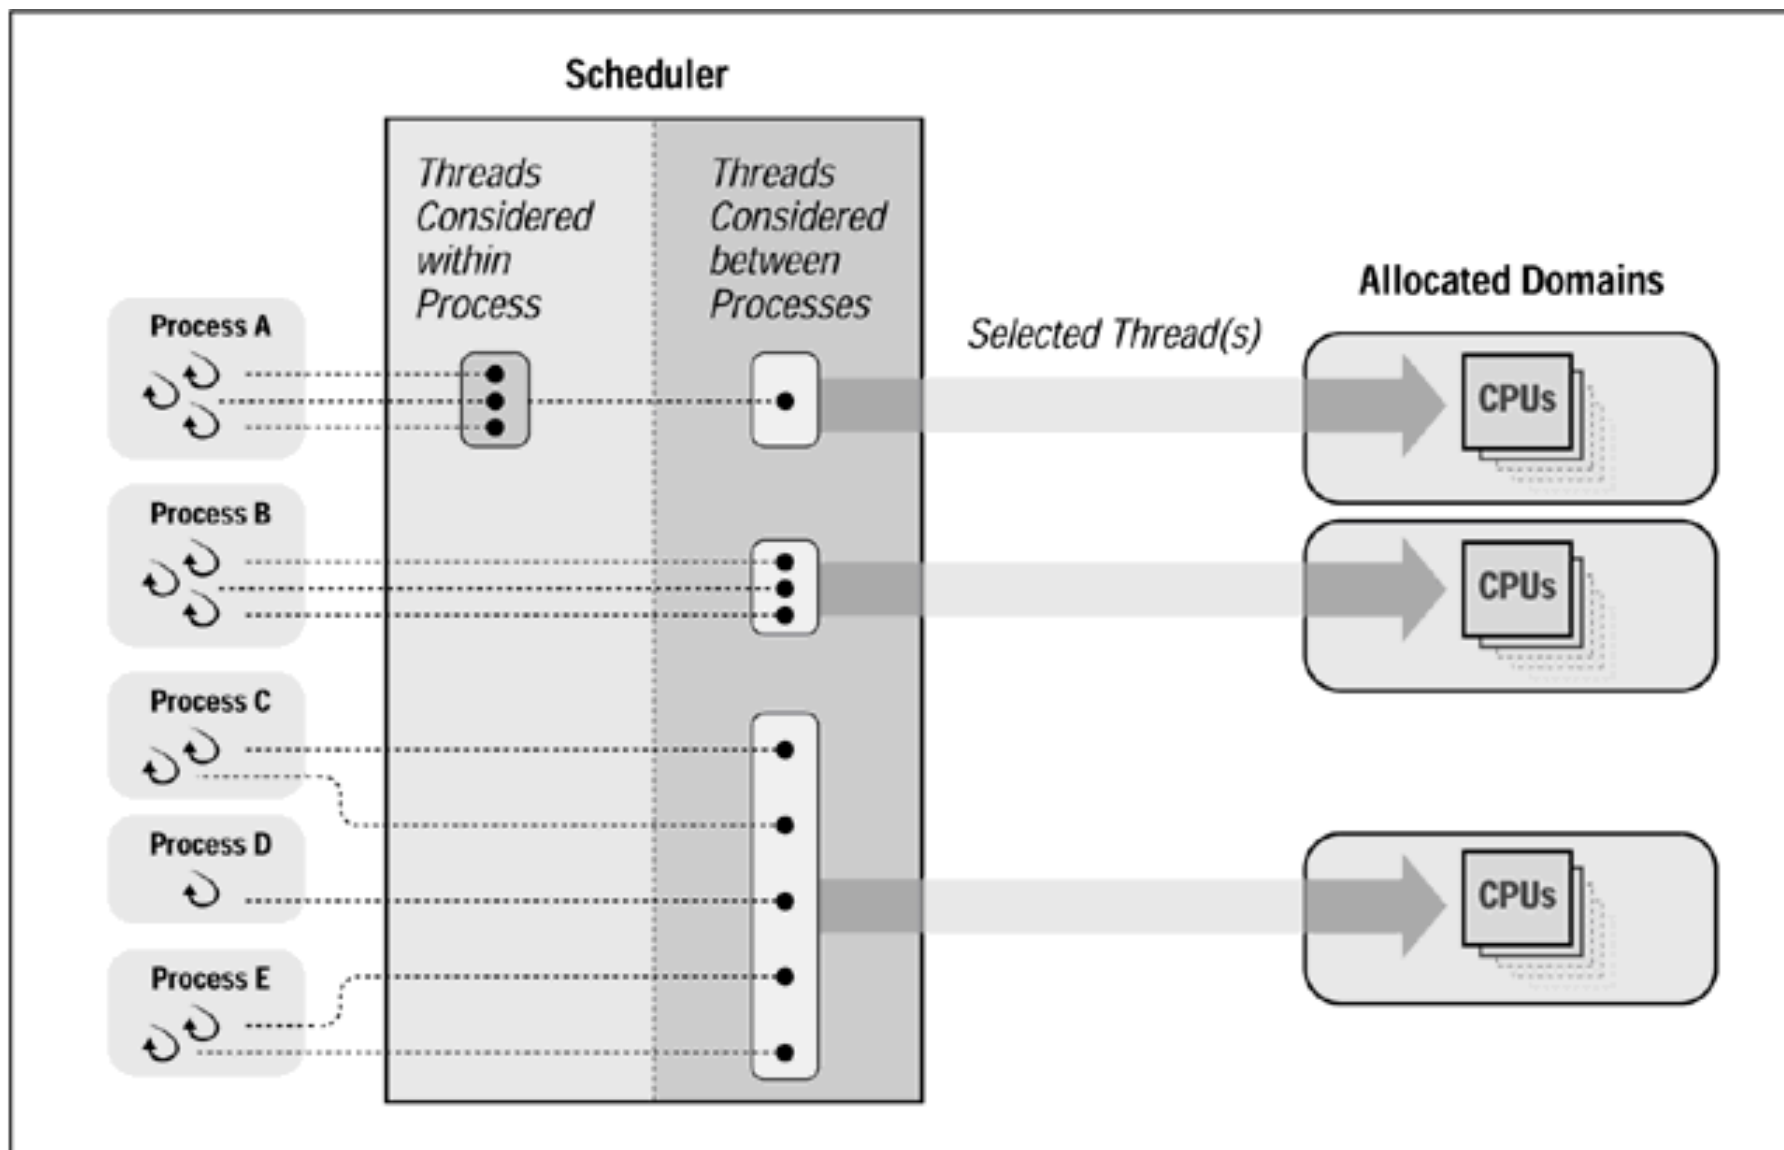 Scheduler
Threads
Considered
within
Process
Threads
Considered
between
Processes
Allocated Domains
Selected Thread(s)
Process A
CPUs
Process B
CPUs
Process C
Process D
CPUs
Process E